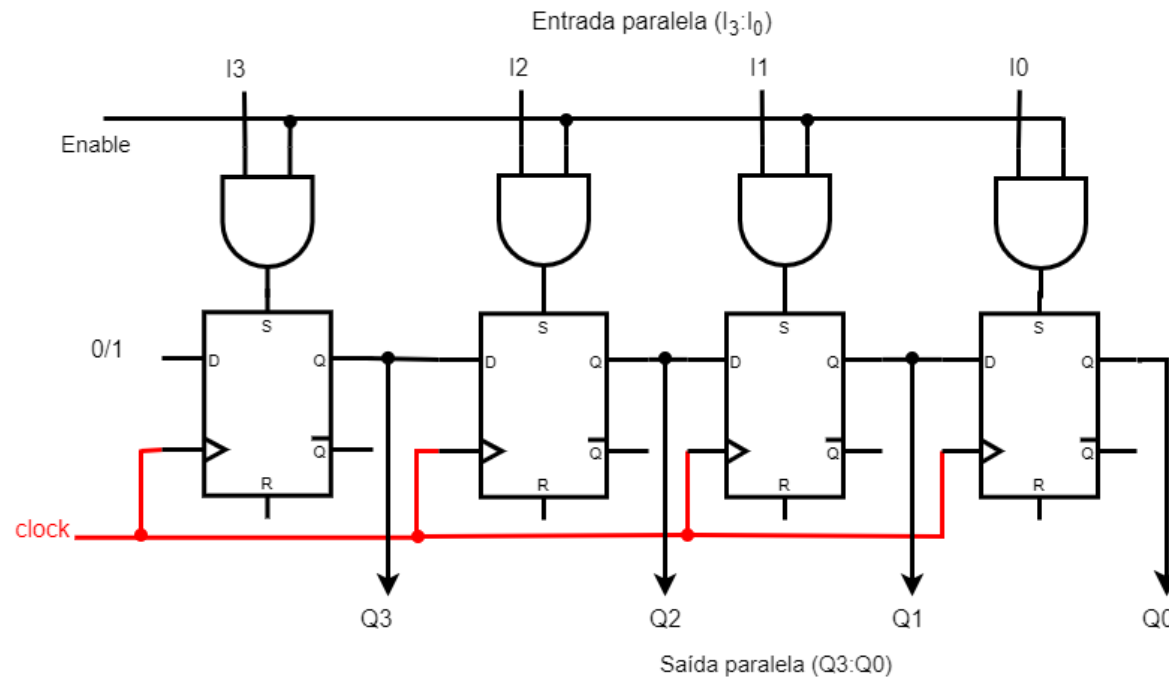 Entrada paralela (I₃:I₀)
I3 I2 I1 I0
Enable
S S S S
0/1 D Q D Q D Q D Q
Q Q Q Q
R R R R
clock
Q3 Q2 Q1 Q0
Saída paralela (Q3:Q0)